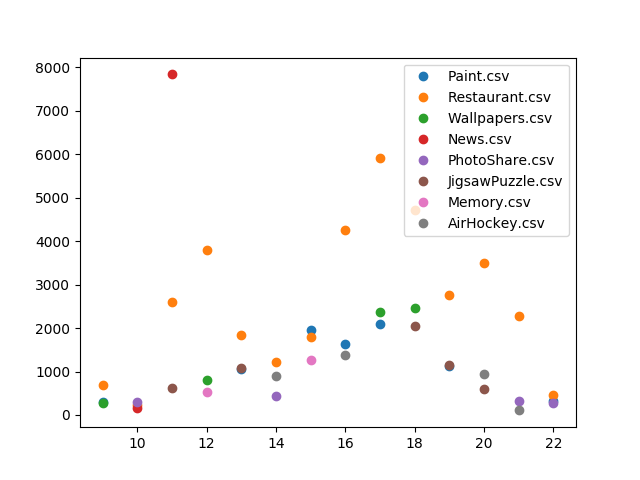 8000
7000
6000
5000
4000
3000
2000
1000
0
10 12 14 16 18 20 22
Paint.csv
Restaurant.csv
Wallpapers.csv
News.csv
PhotoShare.csv
JigsawPuzzle.csv
Memory.csv
AirHockey.csv